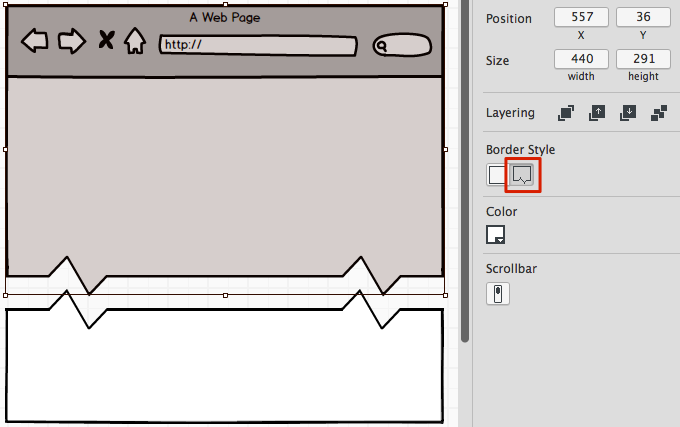 A Web Page
http://
Position
557
36
X
Y
Size
440
291
width
height
Layering
Border Style
Color
Scrollbar